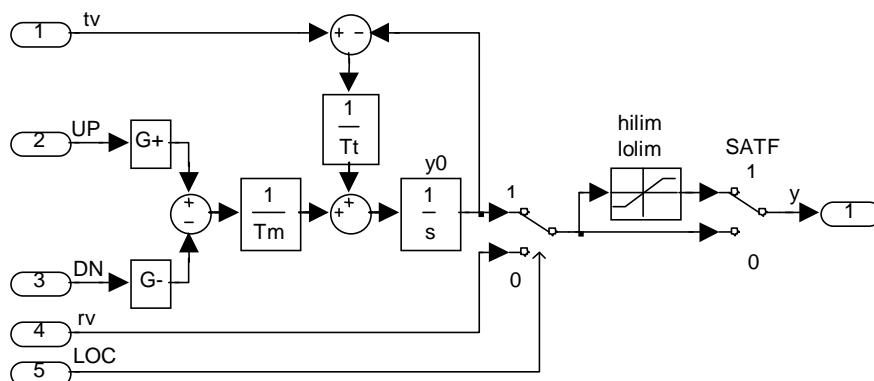 1
tv
+ −
1
Tt
2
UP
G+
+
−
1
Tm
+
+
y0
1
s
1
0
hilim
lolim
SATF
1
0
y
1
3
DN
G-
4
rv
5
LOC